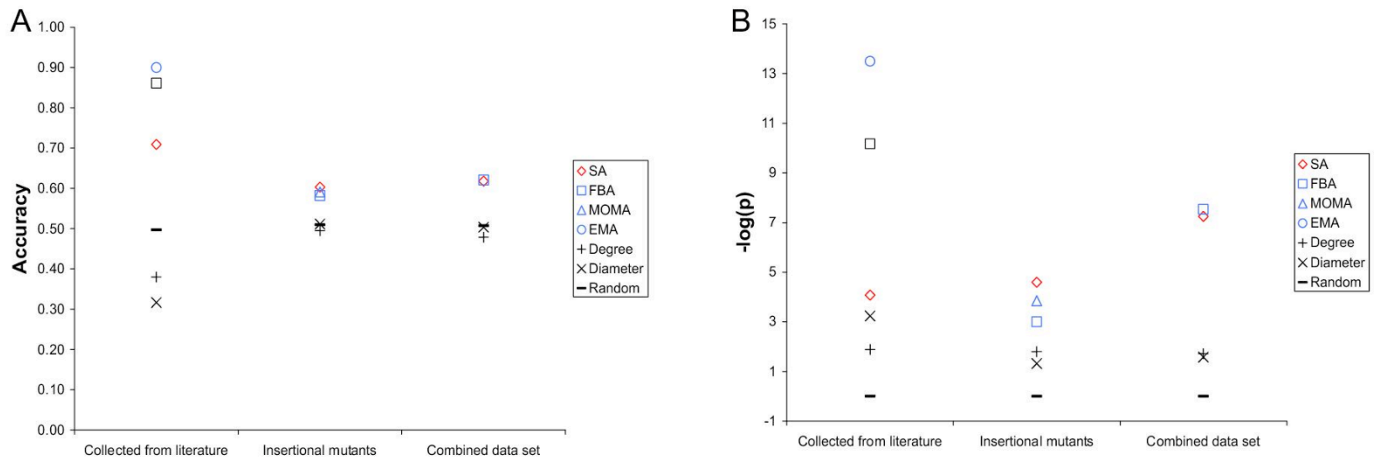 A
Accuracy
1.00
0.90
0.80
0.70
0.60
0.50
0.40
0.30
0.20
0.10
0.00
Collected from literature
Insertional mutants
Combined data set
SA
FBA
MOMA
EMA
Degree
Diameter
Random
B
-log(p)
15
13
11
9
7
5
3
1
-1
Collected from literature
Insertional mutants
Combined data set
SA
FBA
MOMA
EMA
Degree
Diameter
Random